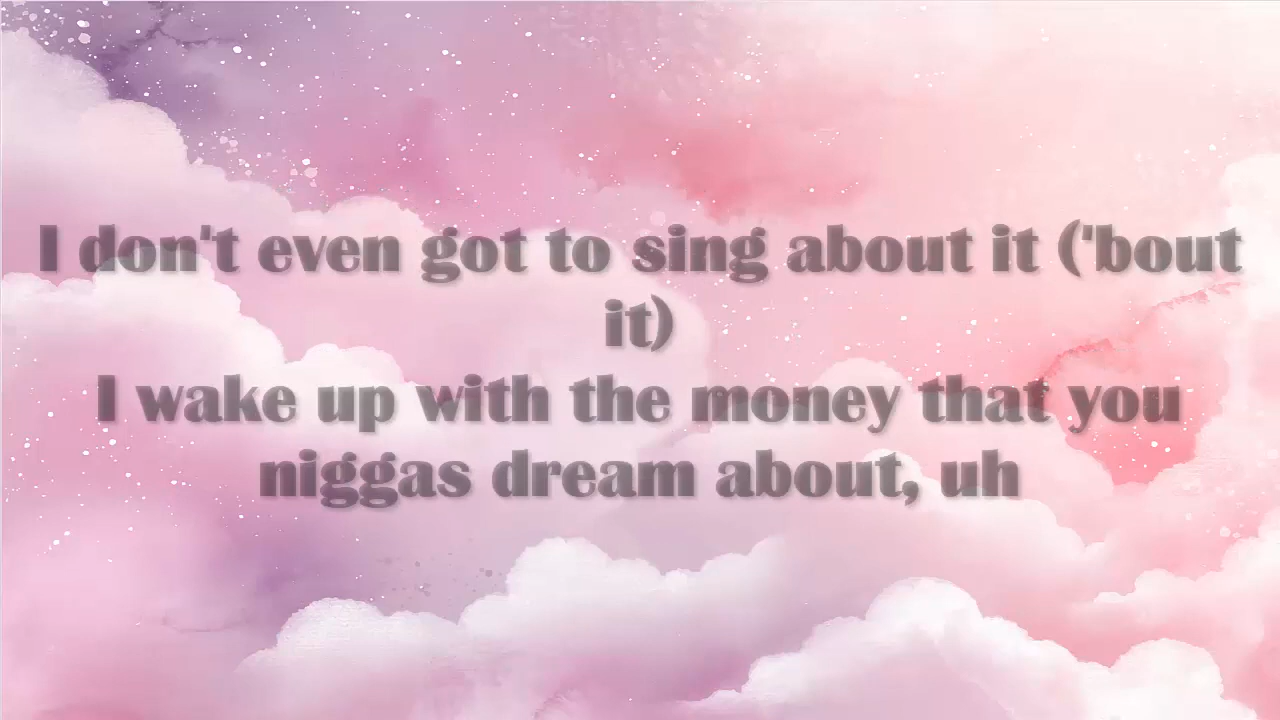 I don't even got to sing about it ('bout
it)
I wake up with the money that you
niggas dream about, uh